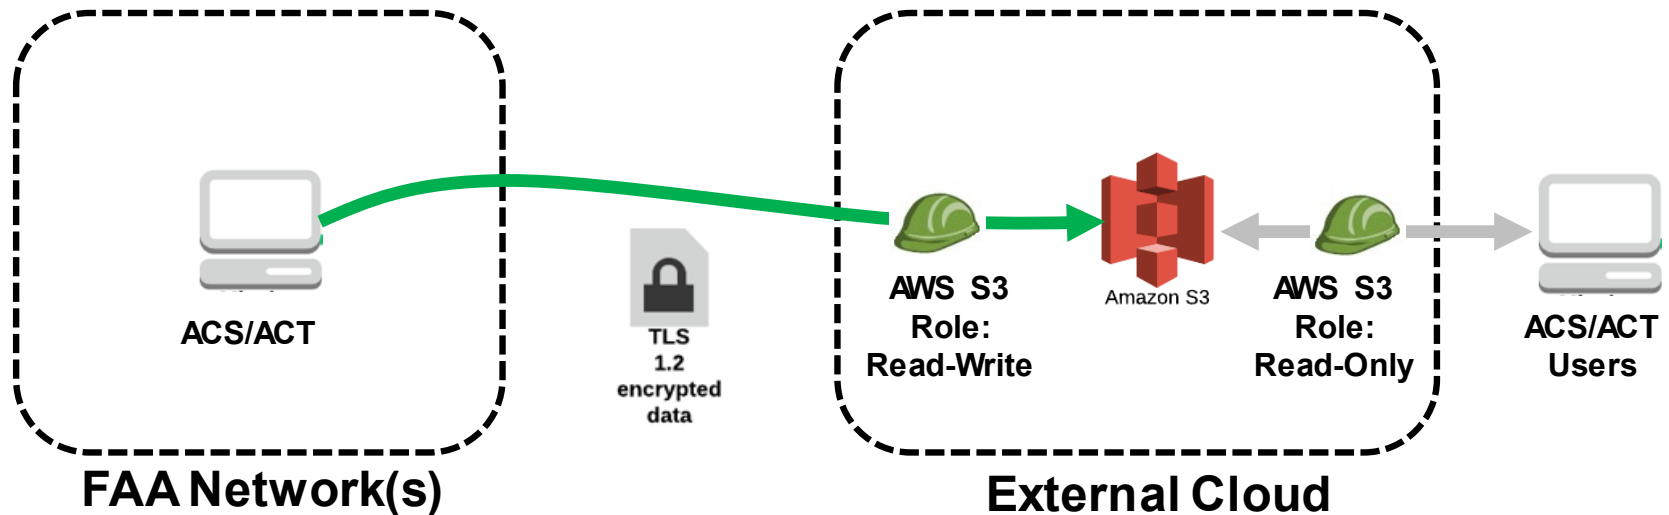 ACS/ACT
TLS
1.2
encrypted
data
AWS S3
Role:
Read-Write
Amazon S3
AWS S3
Role:
Read-Only
ACS/ACT
Users
FAA Network(s)
External Cloud